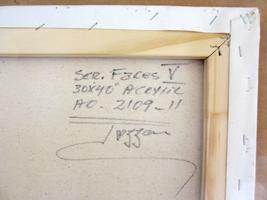 SER. FACES V
30X40" ACRYLIC
AO. 2109_11